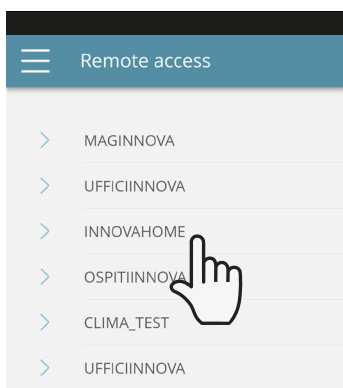 Remote access
MAGINNOVA
UFFICIINNOVA
INNOVAHOME
OSPITIINNOVA
CLIMA_TEST
UFFICIINNOVA